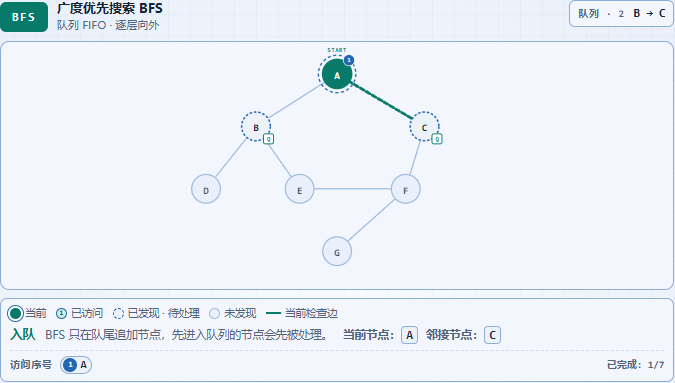 BFS
广度优先搜索 BFS
队列 FIFO · 逐层向外
队列 · 2 B → C
START
1
A
B
Q
C
Q
D
E
F
G
当前
1 已访问
已发现 · 待处理
未发现
当前检查边
入队 BFS 只在队尾追加节点，先进入队列的节点会先被处理。 当前节点： A 邻接节点： C
访问序号 1 A
已完成：1/7